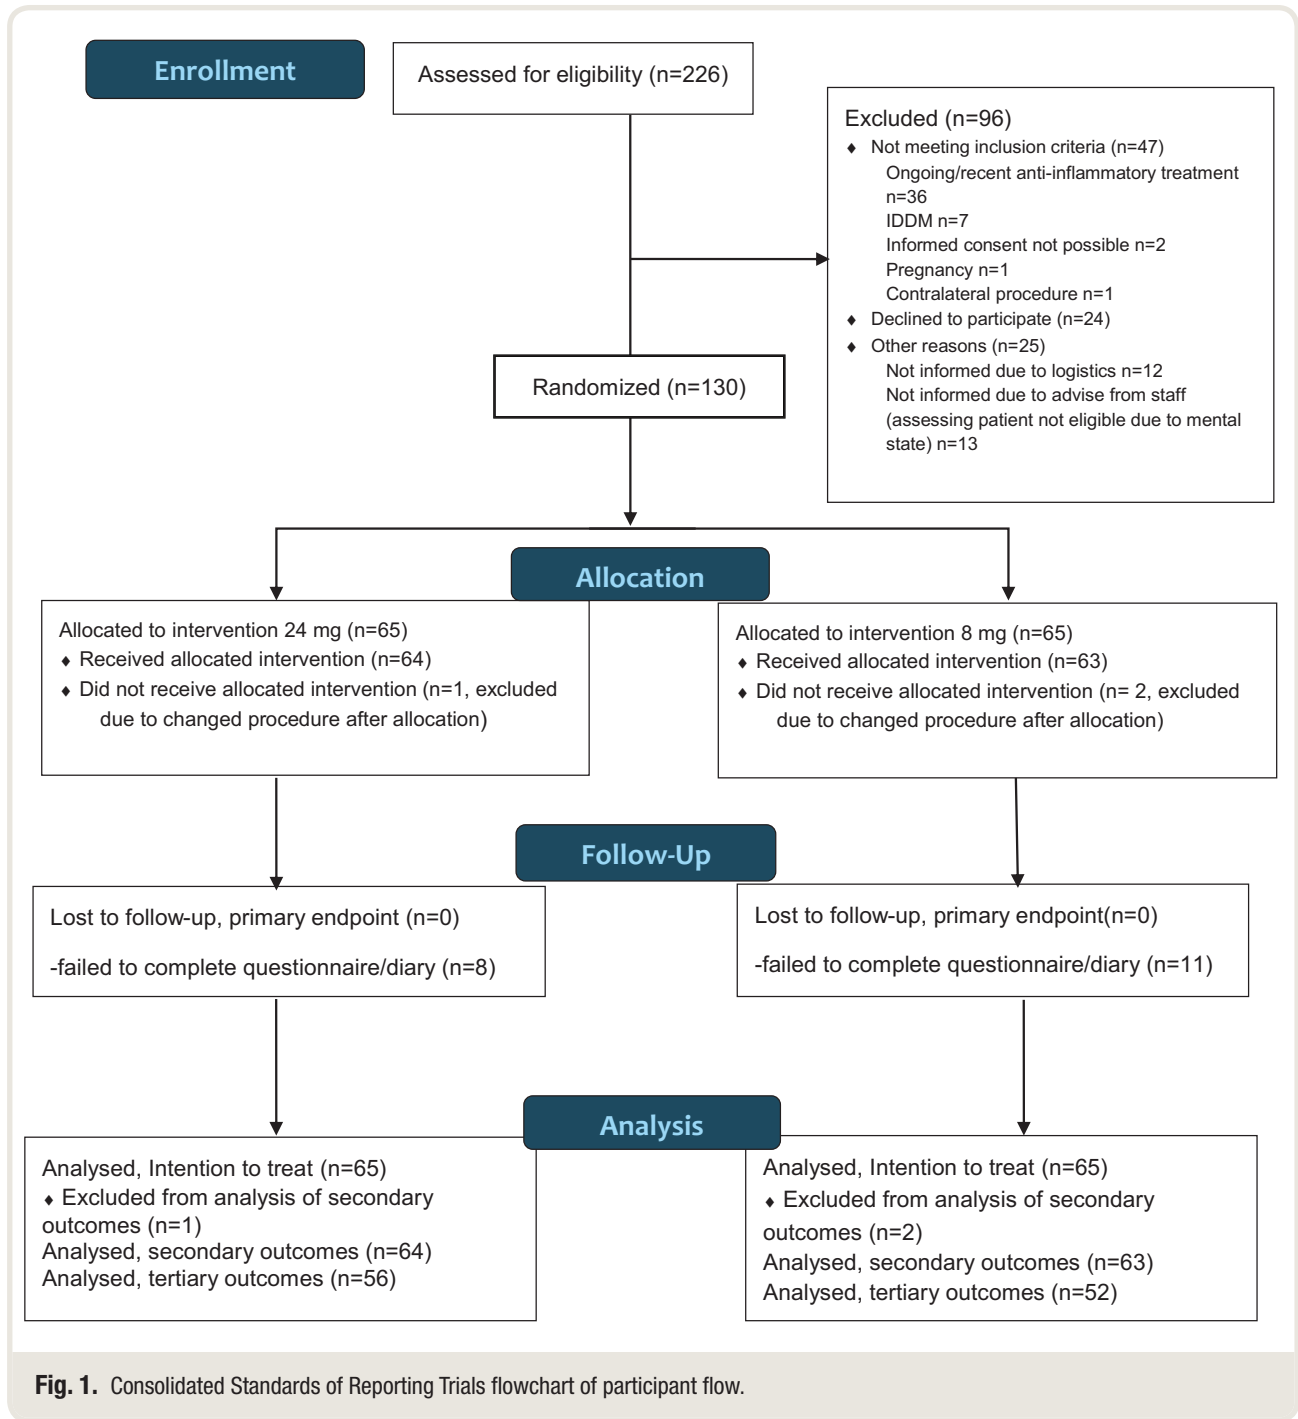 Enrollment
Assessed for eligibility (n=226)
Excluded (n=96)
♦ Not meeting inclusion criteria (n=47)
Ongoing/recent anti-inflammatory treatment
n=36
IDDM n=7
Informed consent not possible n=2
Pregnancy n=1
Contralateral procedure n=1
♦ Declined to participate (n=24)
♦ Other reasons (n=25)
Not informed due to logistics n=12
Not informed due to advise from staff
(assessing patient not eligible due to mental
state) n=13
Randomized (n=130)
Allocation
Allocated to intervention 24 mg (n=65)
♦ Received allocated intervention (n=64)
♦ Did not receive allocated intervention (n=1, excluded
due to changed procedure after allocation)
Allocated to intervention 8 mg (n=65)
♦ Received allocated intervention (n=63)
♦ Did not receive allocated intervention (n= 2, excluded
due to changed procedure after allocation)
Follow-Up
Lost to follow-up, primary endpoint (n=0)
-failed to complete questionnaire/diary (n=8)
Lost to follow-up, primary endpoint(n=0)
-failed to complete questionnaire/diary (n=11)
Analysis
Analysed, Intention to treat (n=65)
♦ Excluded from analysis of secondary
outcomes (n=1)
Analysed, secondary outcomes (n=64)
Analysed, tertiary outcomes (n=56)
Analysed, Intention to treat (n=65)
♦ Excluded from analysis of secondary
outcomes (n=2)
Analysed, secondary outcomes (n=63)
Analysed, tertiary outcomes (n=52)
Fig. 1. Consolidated Standards of Reporting Trials flowchart of participant flow.